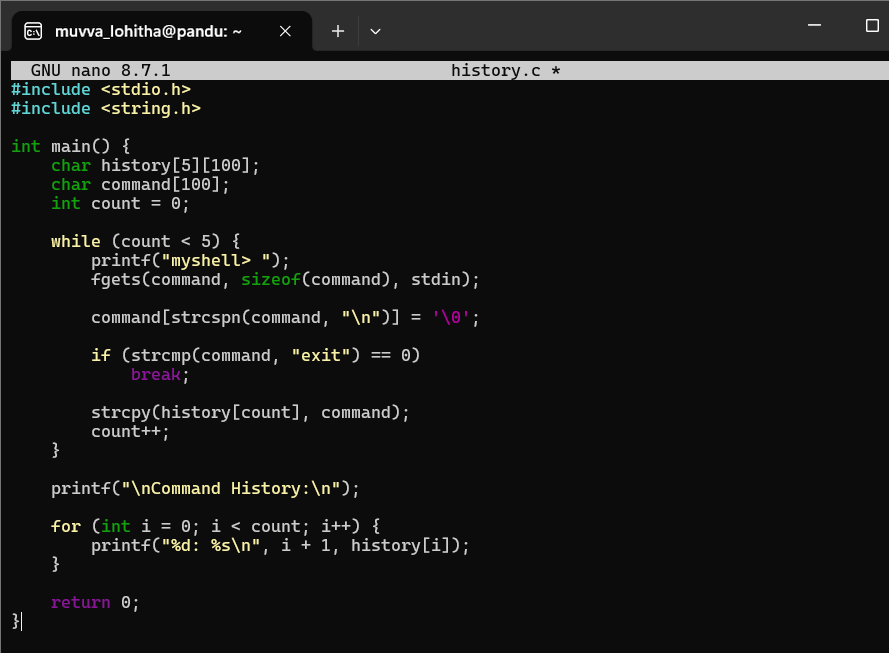 muvva_lohitha@pandu: ~
GNU nano 8.7.1 history.c *
#include <stdio.h>
#include <string.h>

int main() {
    char history[5][100];
    char command[100];
    int count = 0;

    while (count < 5) {
        printf("myshell> ");
        fgets(command, sizeof(command), stdin);

        command[strcspn(command, "\n")] = '\0';

        if (strcmp(command, "exit") == 0)
            break;

        strcpy(history[count], command);
        count++;
    }

    printf("\nCommand History:\n");

    for (int i = 0; i < count; i++) {
        printf("%d: %s\n", i + 1, history[i]);
    }

    return 0;
}